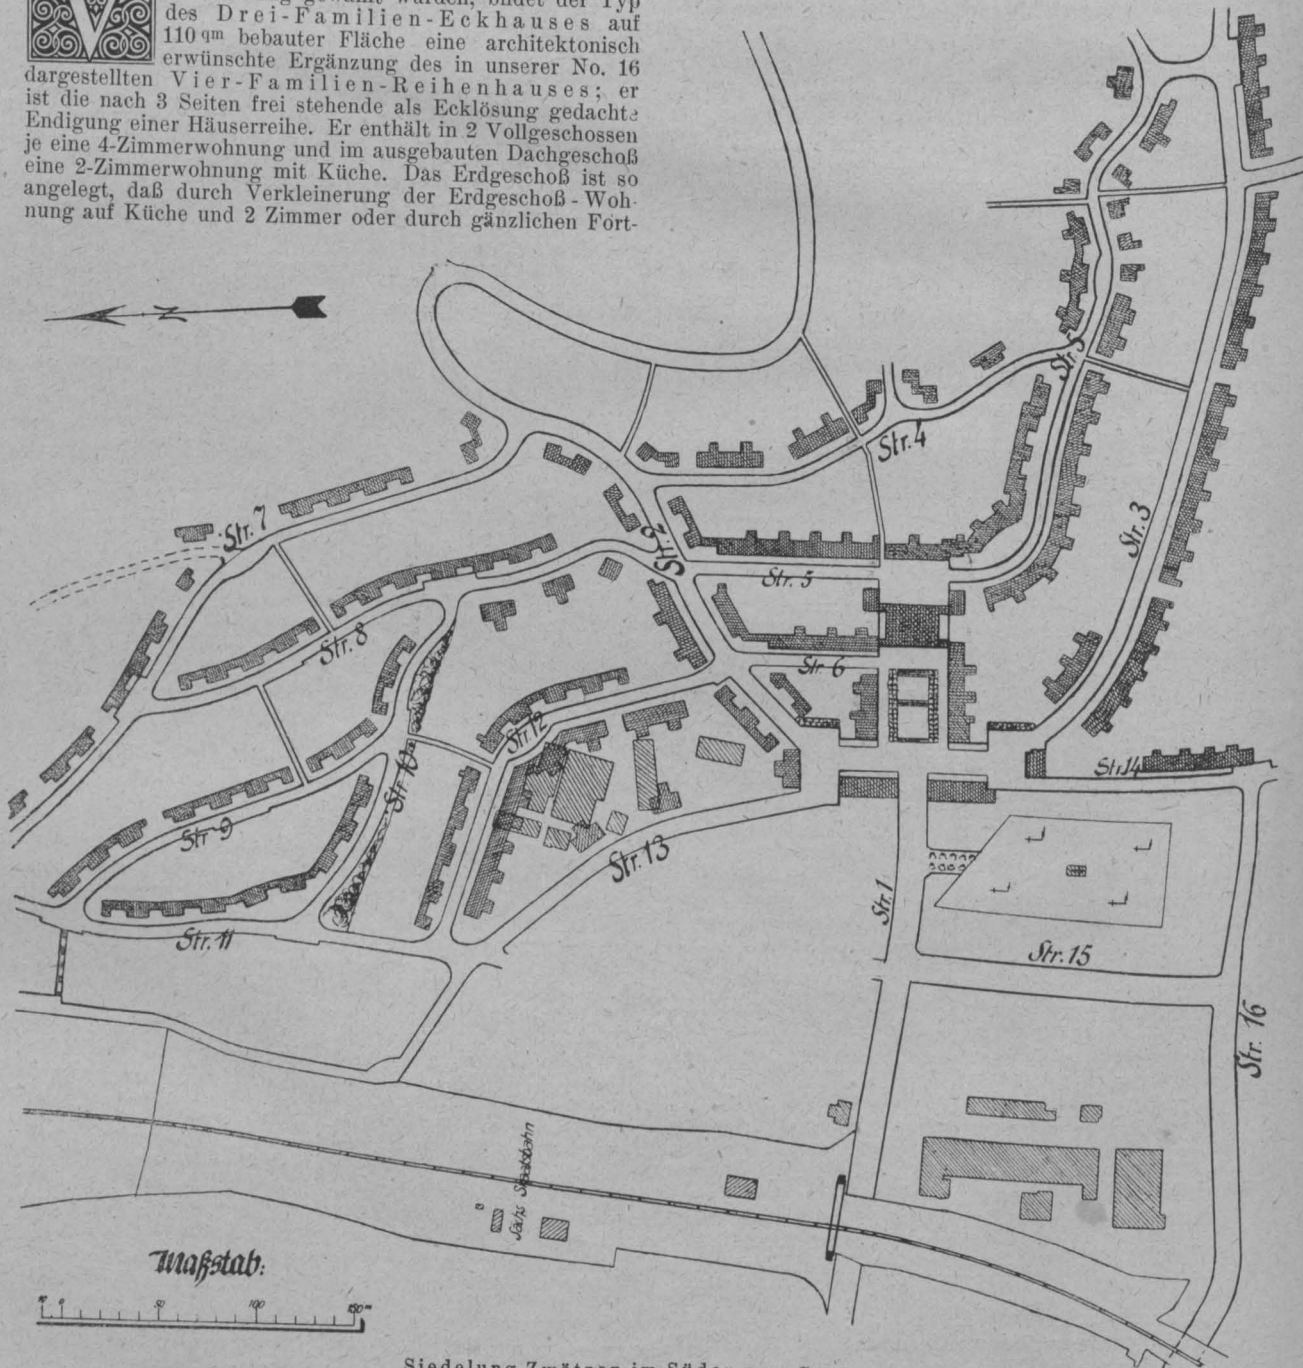 V
des Drei-Familien-Eckhauses auf
110 qm bebauter Fläche eine architektonisch
erwünschte Ergänzung des in unserer No. 16
dargestellten Vier-Familien-Reihenhauses; er
ist die nach 3 Seiten frei stehende als Ecklösung gedachte
Endigung einer Häuserreihe. Er enthält in 2 Vollgeschossen
je eine 4-Zimmerwohnung und im ausgebauten Dachgeschoß
eine 2-Zimmerwohnung mit Küche. Das Erdgeschoß ist so
angelegt, daß durch Verkleinerung der Erdgeschoß-Woh-
nung auf Küche und 2 Zimmer oder durch gänzlichen Fort-
N
Str. 5
Str. 4
Str. 7
Str. 2
Str. 3
Str. 5
Str. 8
Str. 6
Str. 12
Str. 10
Str. 14
Str. 9
Str. 13
Str. 1
Str. 11
Str. 15
Str. 16
Sächs. Staatsbahn
Maßstab:
10 0 50 100 150 m